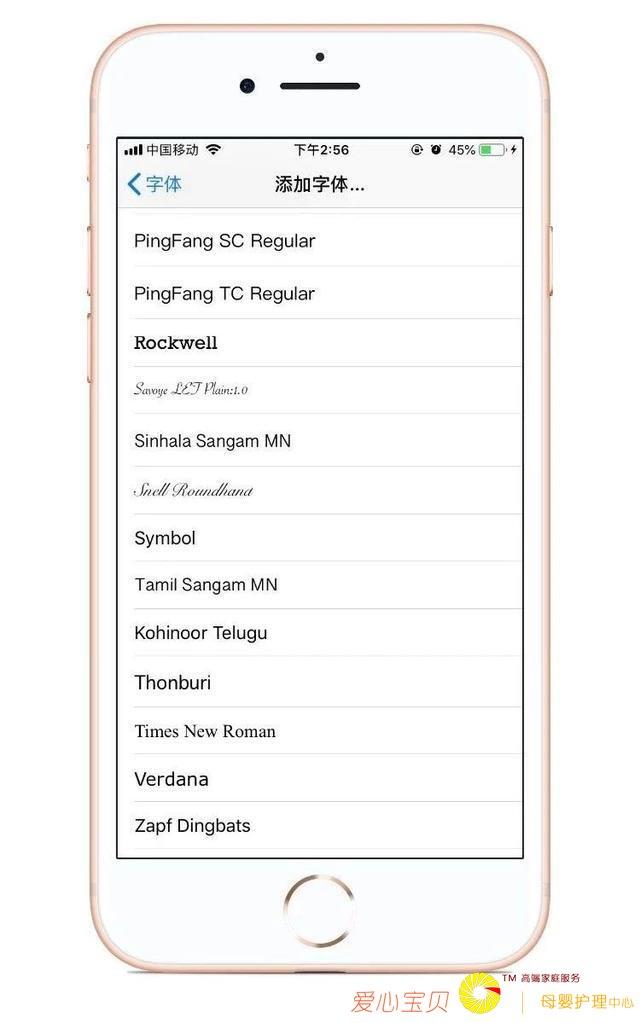 中国移动 下午2:56 45%
字体 添加字体...
PingFang SC Regular
PingFang TC Regular
Rockwell
Savoye LET Plain:1.0
Sinhala Sangam MN
Snell Roundhand
Symbol
Tamil Sangam MN
Kohinoor Telugu
Thonburi
Times New Roman
Verdana
Zapf Dingbats
TM 高端家庭服务
爱心宝贝 母婴护理中心